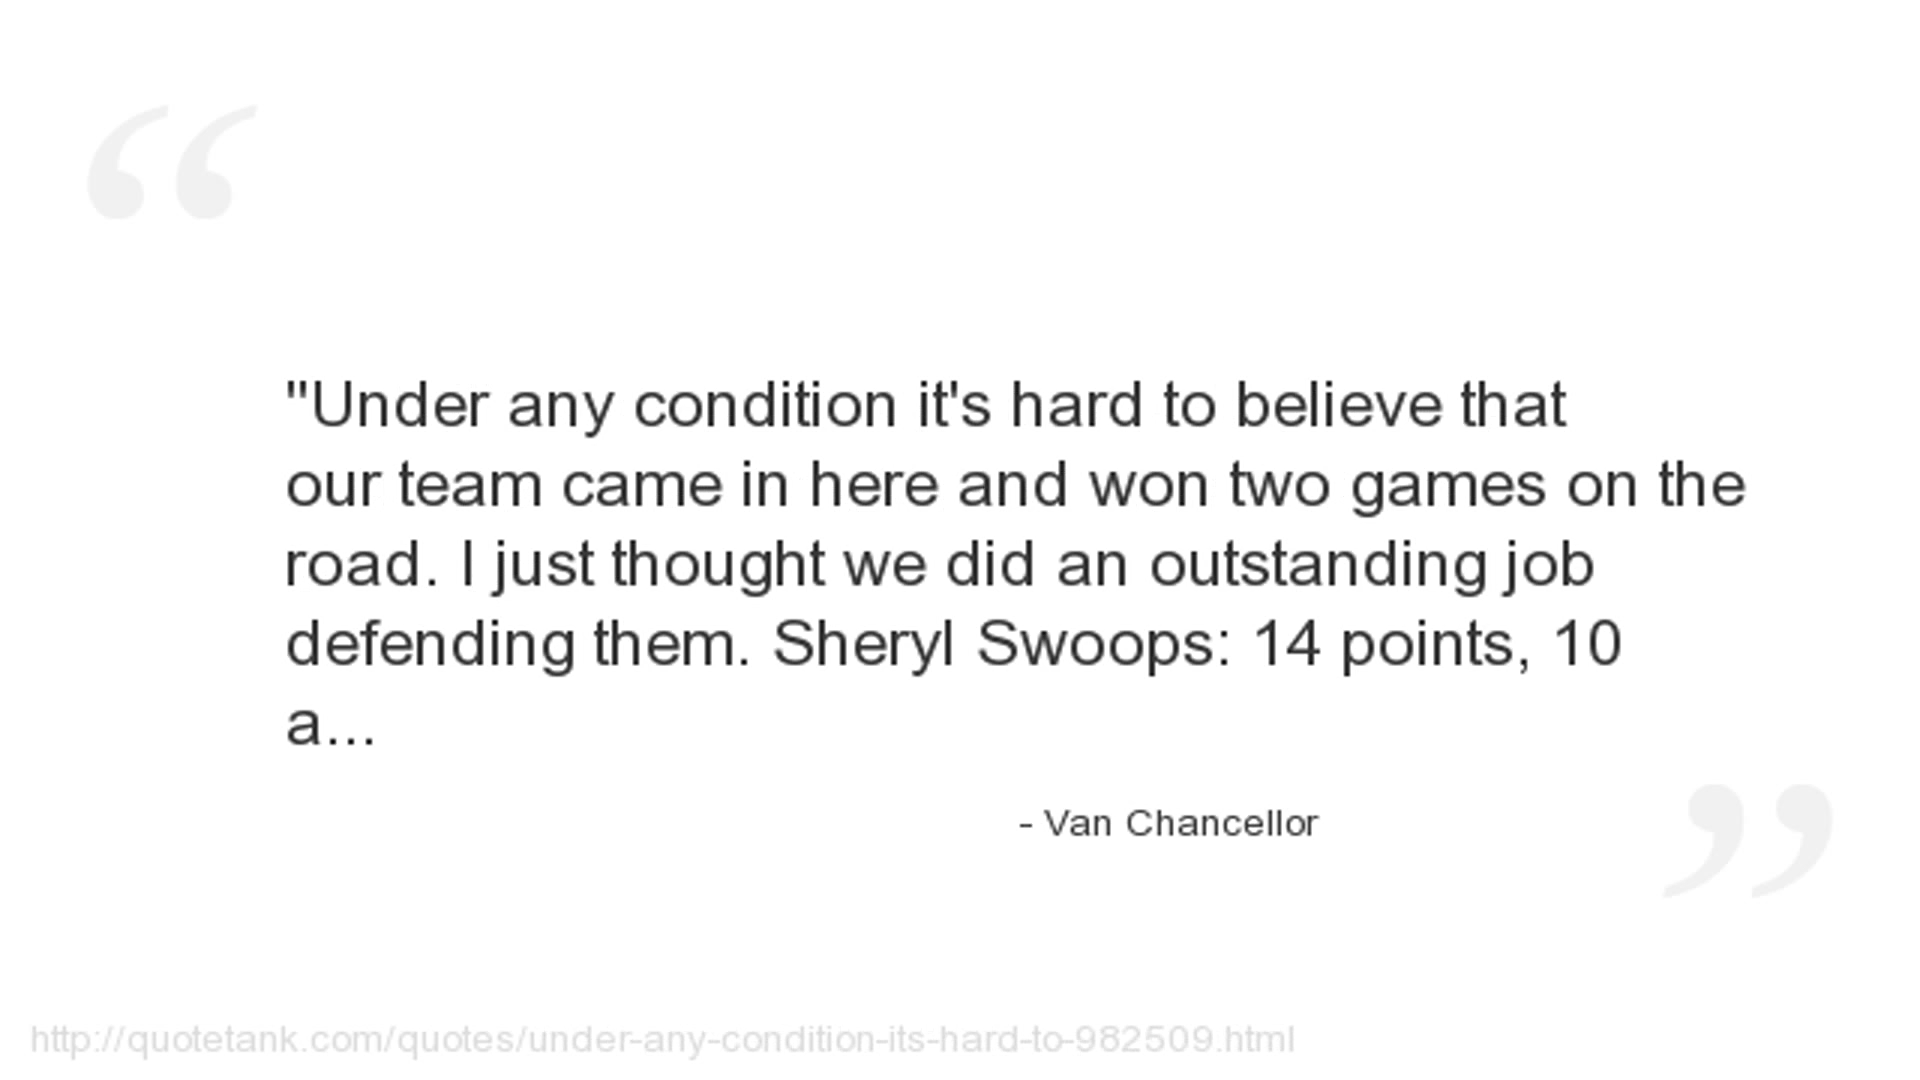 "Under any condition it's hard to believe that
our team came in here and won two games on the
road. I just thought we did an outstanding job
defending them. Sheryl Swoops: 14 points, 10
a...
- Van Chancellor
http://quotetank.com/quotes/under-any-condition-its-hard-to-982509.html